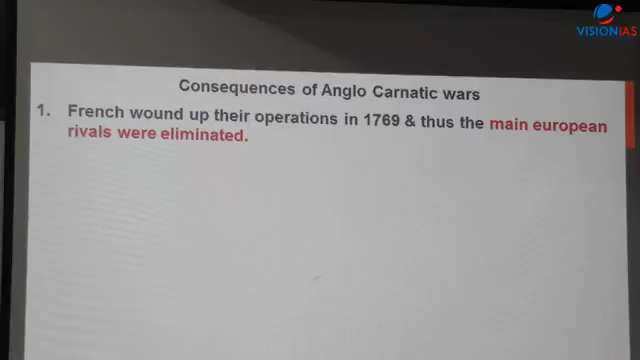 VISIONIAS
Consequences of Anglo Carnatic wars
1. French wound up their operations in 1769 & thus the main european
rivals were eliminated.